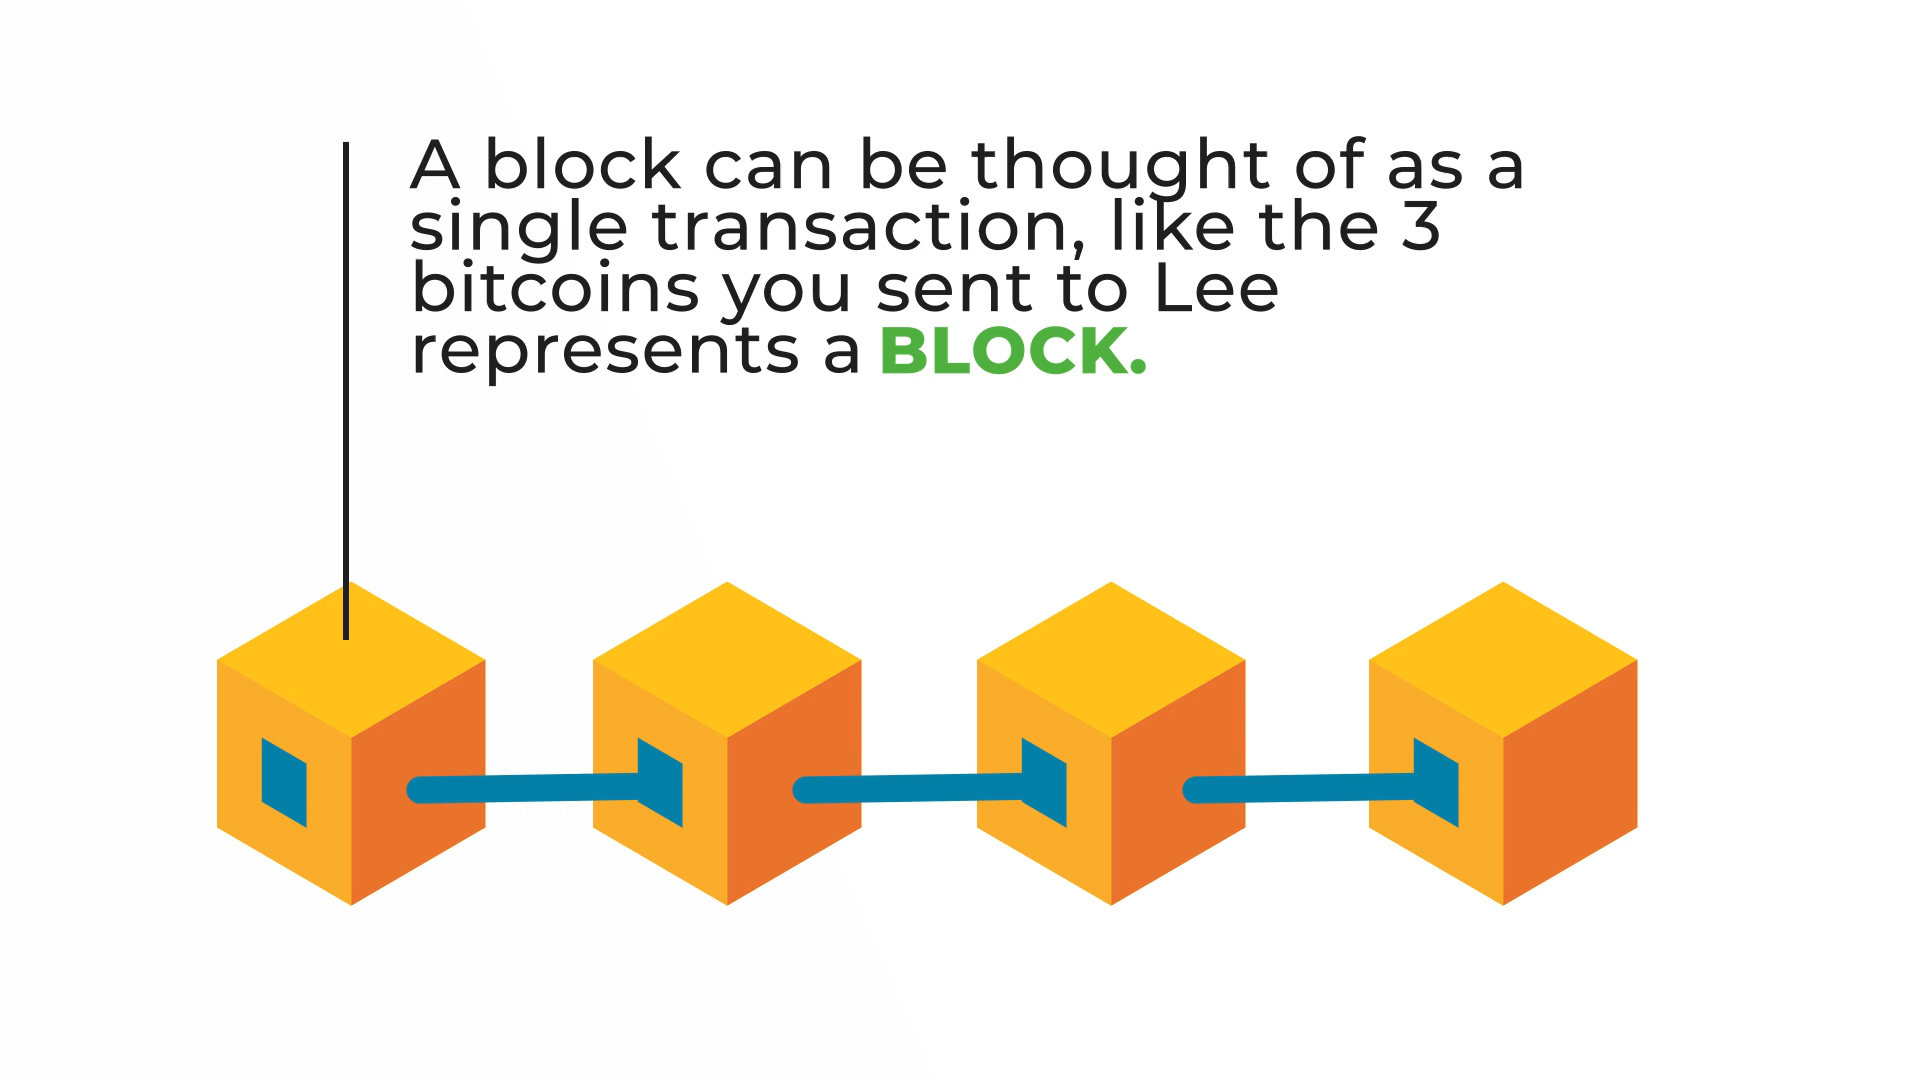 A block can be thought of as a
single transaction, like the 3
bitcoins you sent to Lee
represents a BLOCK.